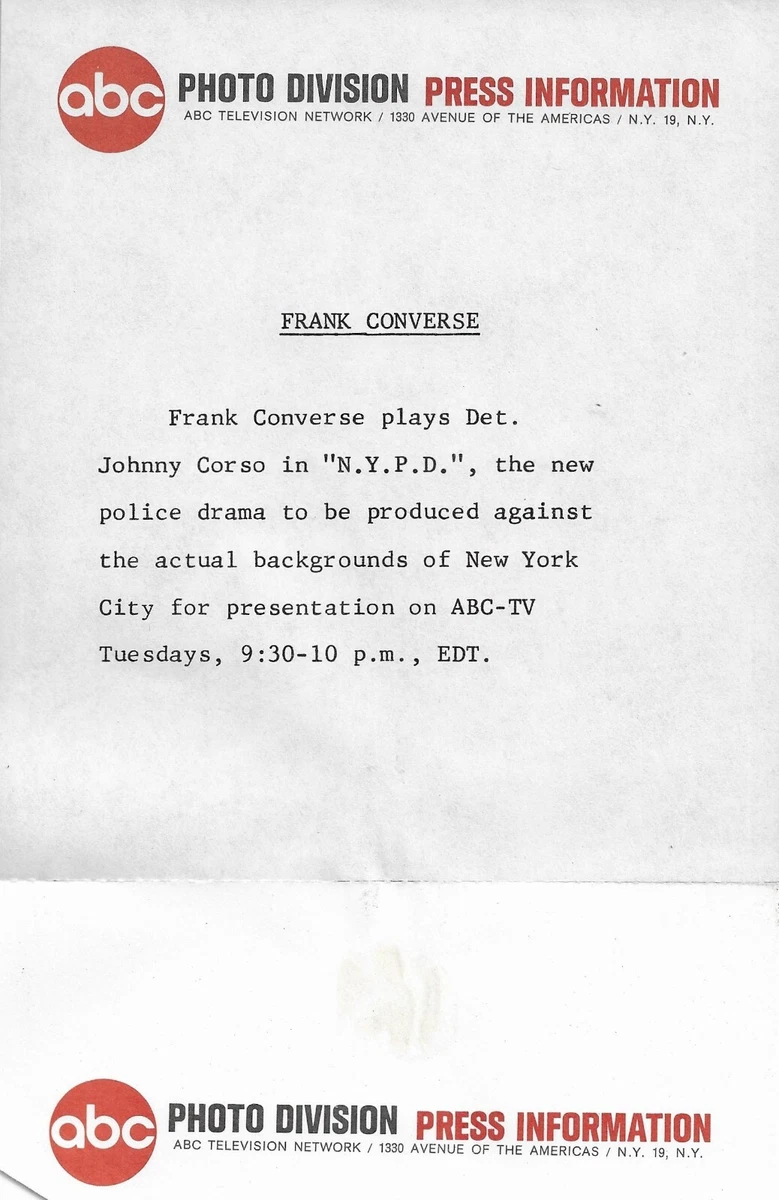 abc PHOTO DIVISION PRESS INFORMATION
ABC TELEVISION NETWORK / 1330 AVENUE OF THE AMERICAS / N.Y. 19, N.Y.
FRANK CONVERSE
Frank Converse plays Det.
Johnny Corso in "N.Y.P.D.", the new
police drama to be produced against
the actual backgrounds of New York
City for presentation on ABC-TV
Tuesdays, 9:30-10 p.m., EDT.
abc PHOTO DIVISION PRESS INFORMATION
ABC TELEVISION NETWORK / 1330 AVENUE OF THE AMERICAS / N.Y. 19, N.Y.